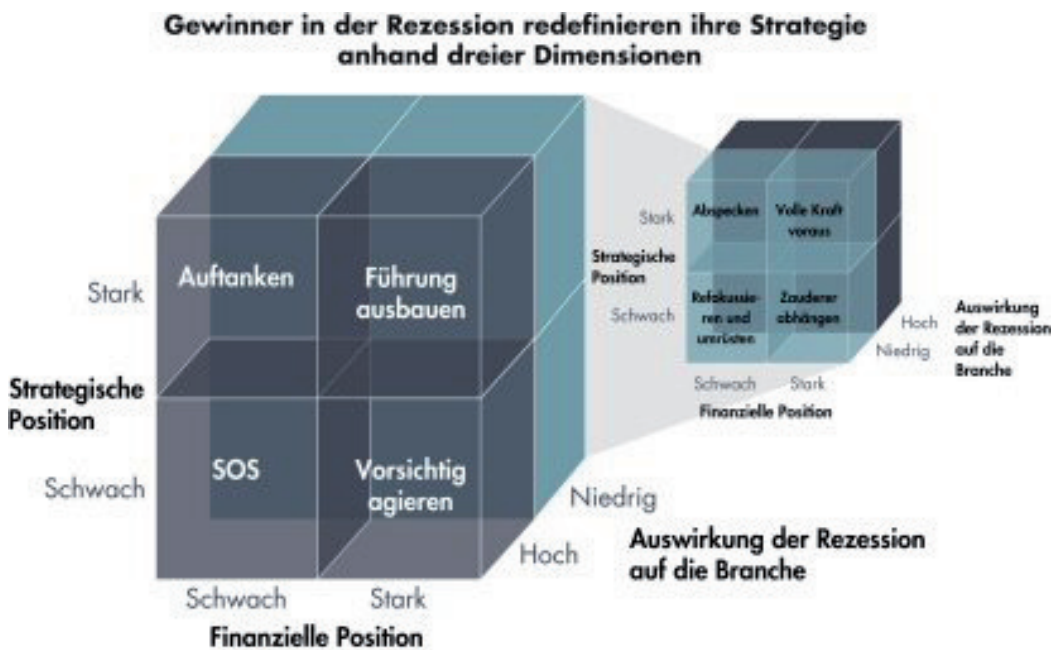 Gewinner in der Rezession redefinieren ihre Strategie
anhand dreier Dimensionen
Stark
Auftanken
Führung
ausbauen
Strategische
Position
Schwach
SOS
Vorsichtig
agieren
Niedrig
Hoch
Auswirkung der Rezession
auf die Branche
Schwach
Stark
Finanzielle Position
Stark
Abspecken
Volle Kraft
voraus
Strategische
Position
Schwach
Refokussie-
ren und
umrüsten
Zauderer
abhängen
Hoch
Niedrig
Auswirkung
der Rezession
auf die
Branche
Schwach
Stark
Finanzielle Position